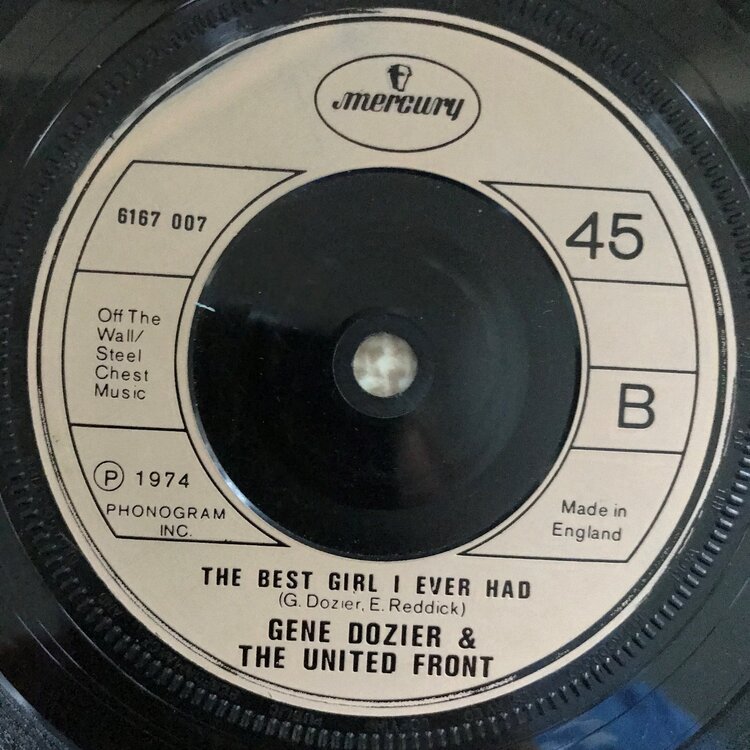 mercury
6167 007
45
Off The
Wall/
Steel
Chest
Music
B
℗ 1974
PHONOGRAM
INC.
Made in
England
THE BEST GIRL I EVER HAD
(G. Dozier, E. Reddick)
GENE DOZIER &
THE UNITED FRONT